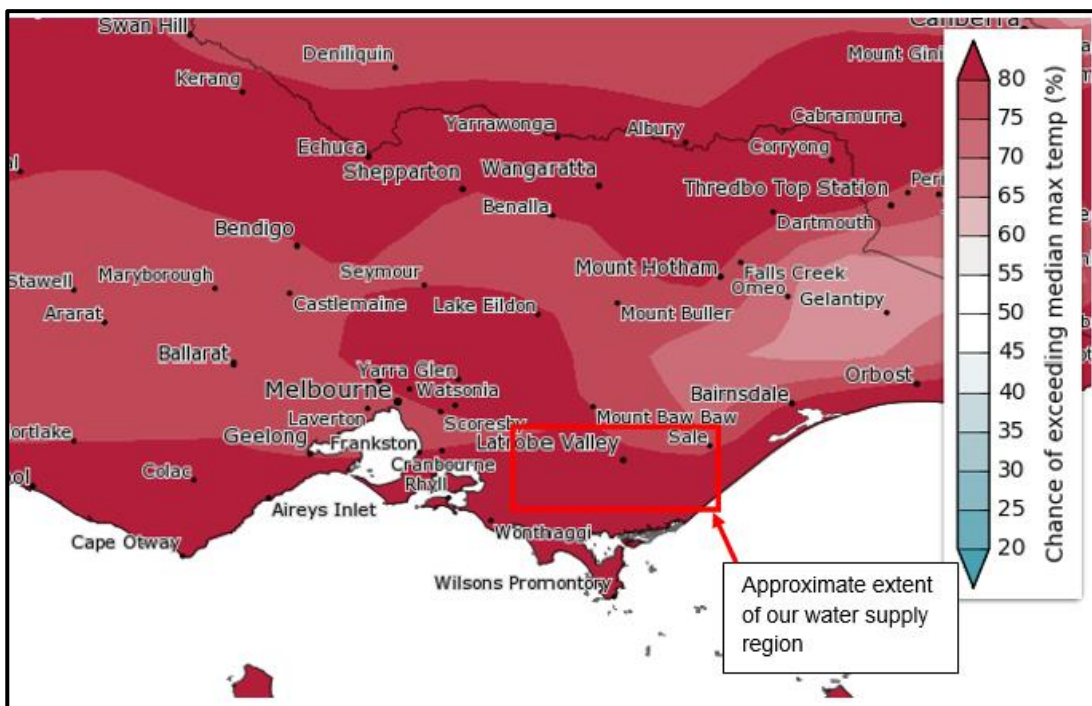 Canberra
Swan Hill
Deniliquin
Mount Gini
Kerang
Cabramurra
Yarrawonga
Albury
Echuca
Corryong
Shepparton
Wangaratta
Thredbo Top Station
Peri
Benalla
Dartmouth
Bendigo
Seymour
Mount Hotham
Falls Creek
Stawell
Maryborough
Omeo
Castlemaine
Lake Eildon
Gelantipy
Ararat
Mount Buller
Ballarat
Yarra Glen
Orbost
Melbourne
Watsonia
Bairnsdale
Laverton
Scoresby
Mount Baw Baw
ortlake
Geelong
Frankston
Latrobe Valley
Sale
Colac
Cranbourne
Rhyll
Aireys Inlet
Wonthaggi
Cape Otway
Wilsons Promontory
80
75
70
65
60
55
50
45
40
35
30
25
20
Chance of exceeding median max temp (%)
Approximate extent
of our water supply
region